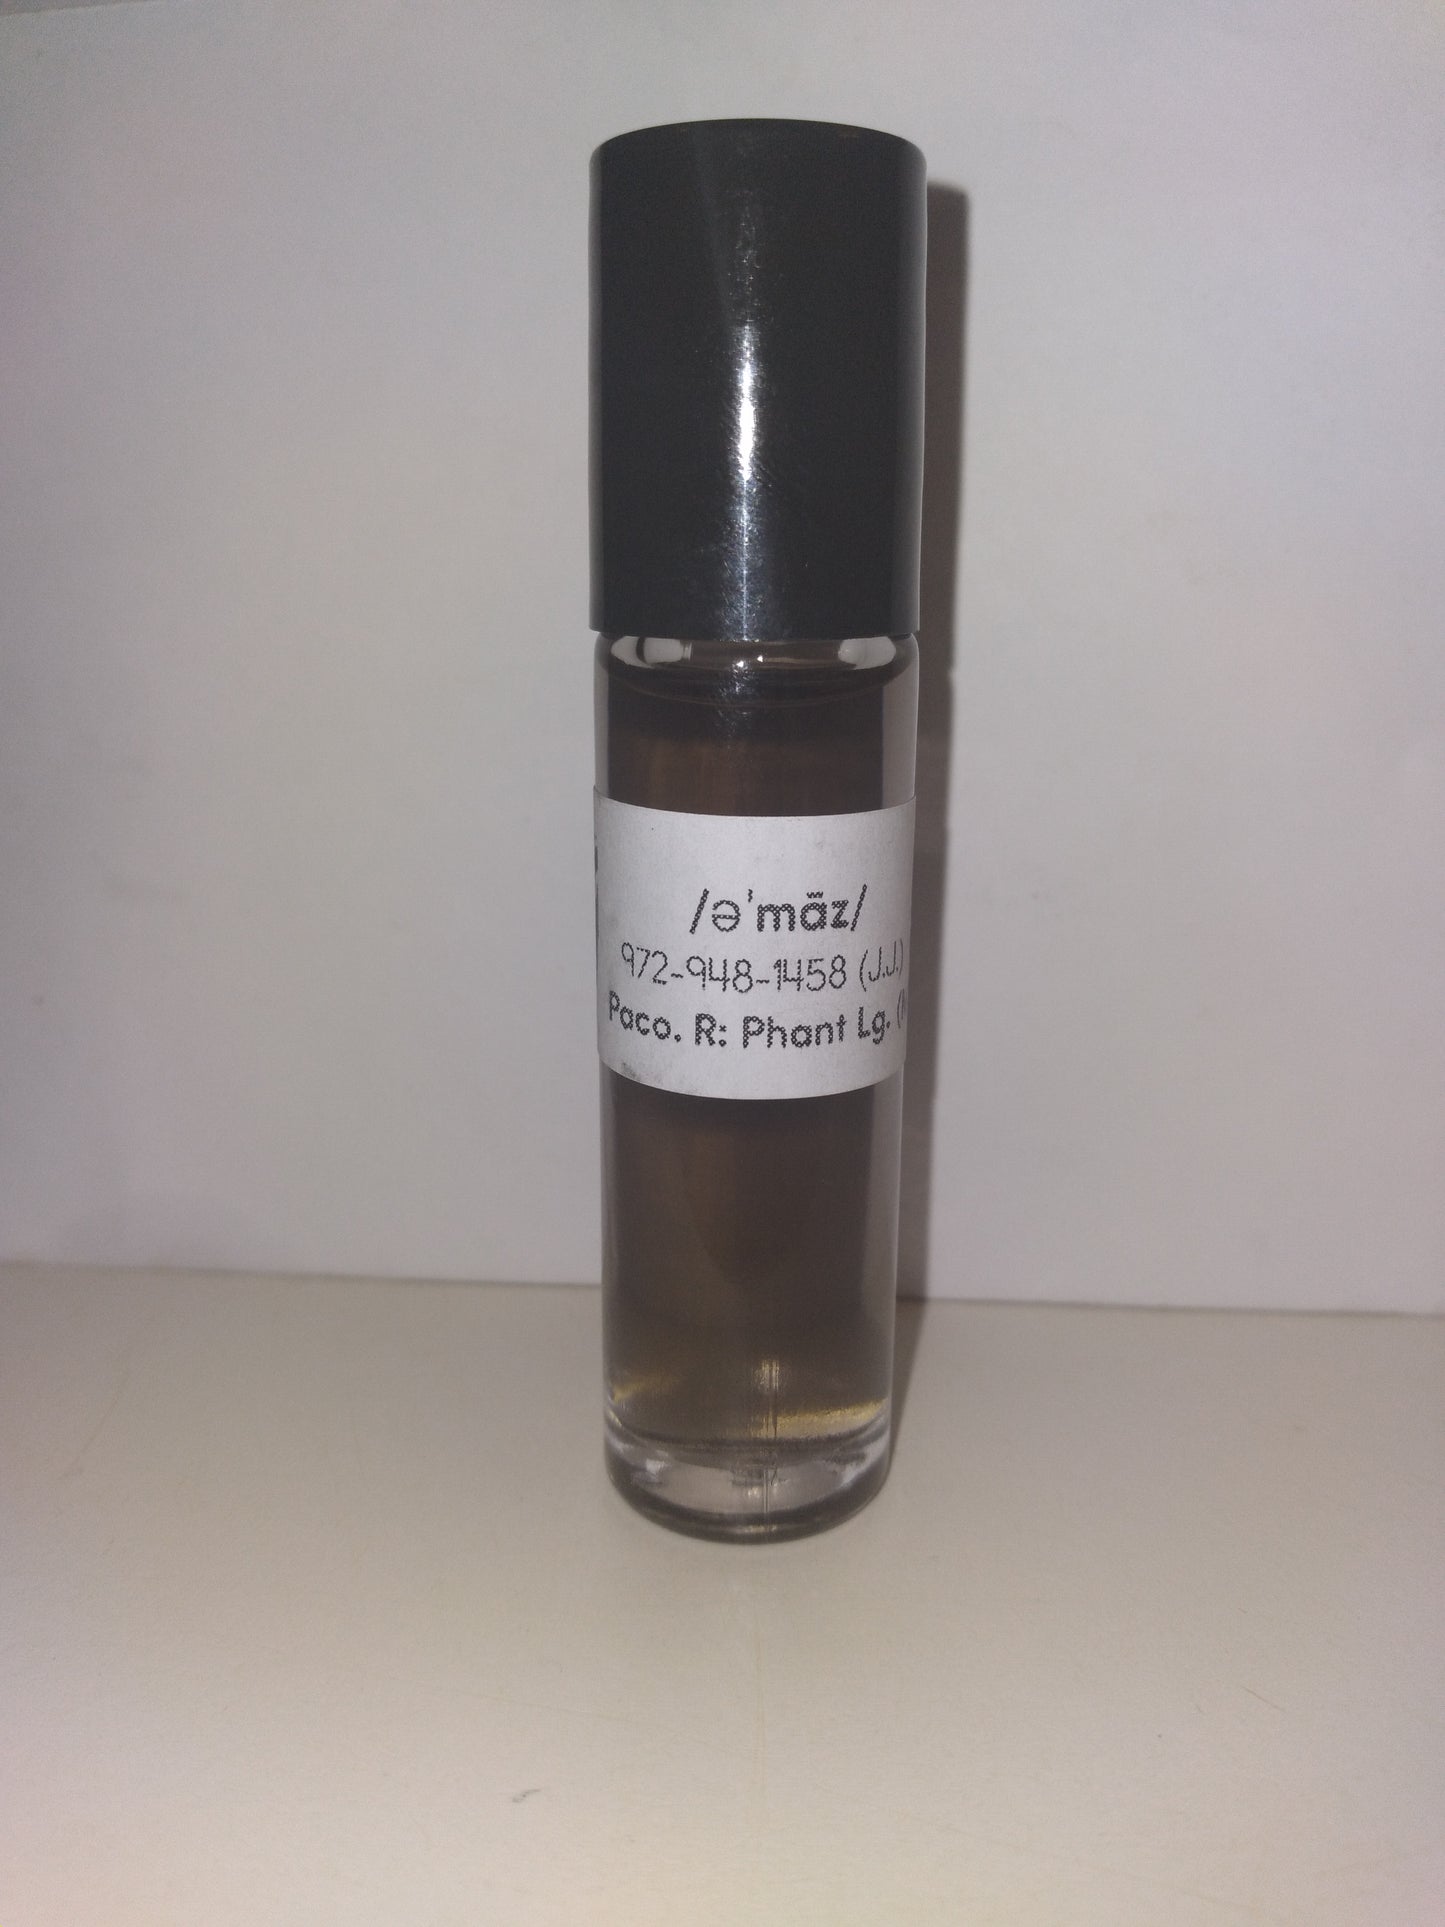 /ə'mãz/
972-948-1458 (J.J.)
Paco. R: Phant Lg.